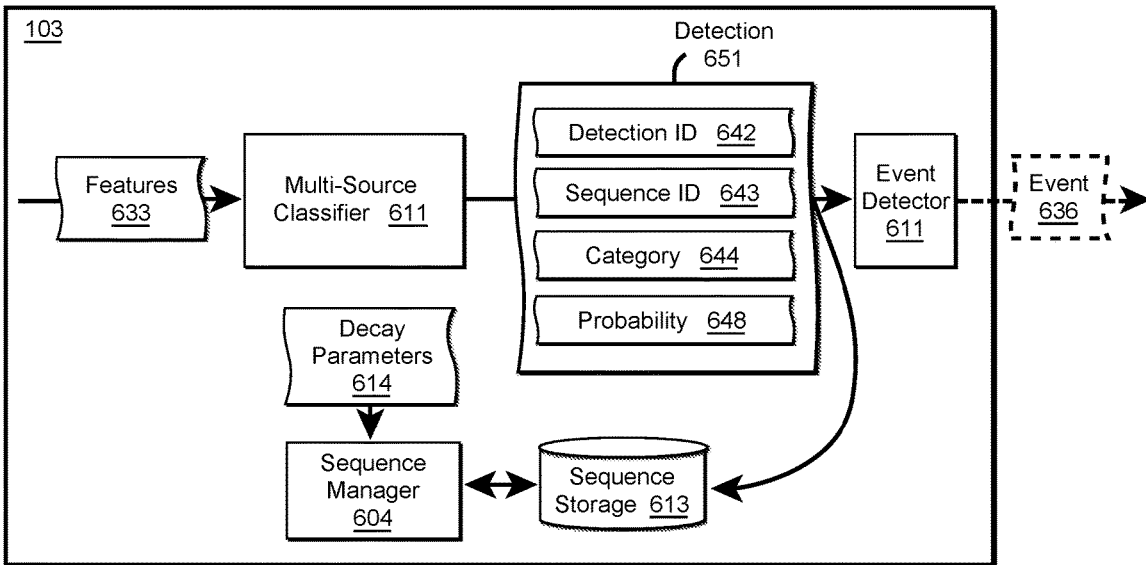 103
Detection
651
Features
633
Multi-Source
Classifier 611
Detection ID 642
Sequence ID 643
Category 644
Probability 648
Event
Detector
611
Event
636
Decay
Parameters
614
Sequence
Manager
604
Sequence
Storage 613